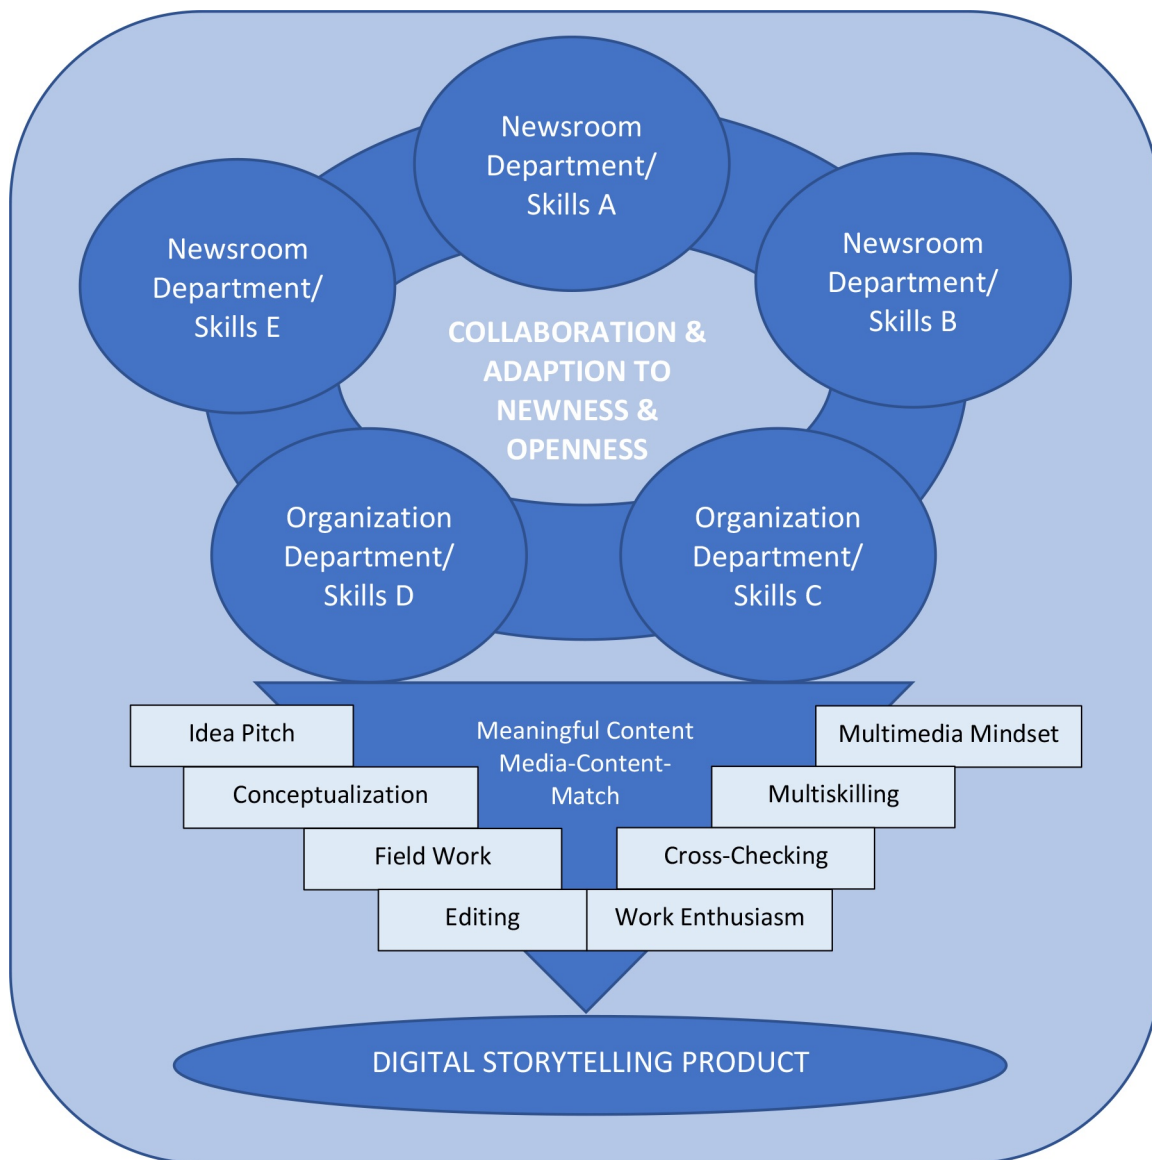 Newsroom
Department/
Skills A
Newsroom
Department/
Skills B
Newsroom
Department/
Skills E
COLLABORATION &
ADAPTION TO
NEWNESS &
OPENNESS
Organization
Department/
Skills D
Organization
Department/
Skills C
Meaningful Content
Media-Content-
Match
Idea Pitch
Multimedia Mindset
Conceptualization
Multiskilling
Field Work
Cross-Checking
Editing
Work Enthusiasm
DIGITAL STORYTELLING PRODUCT